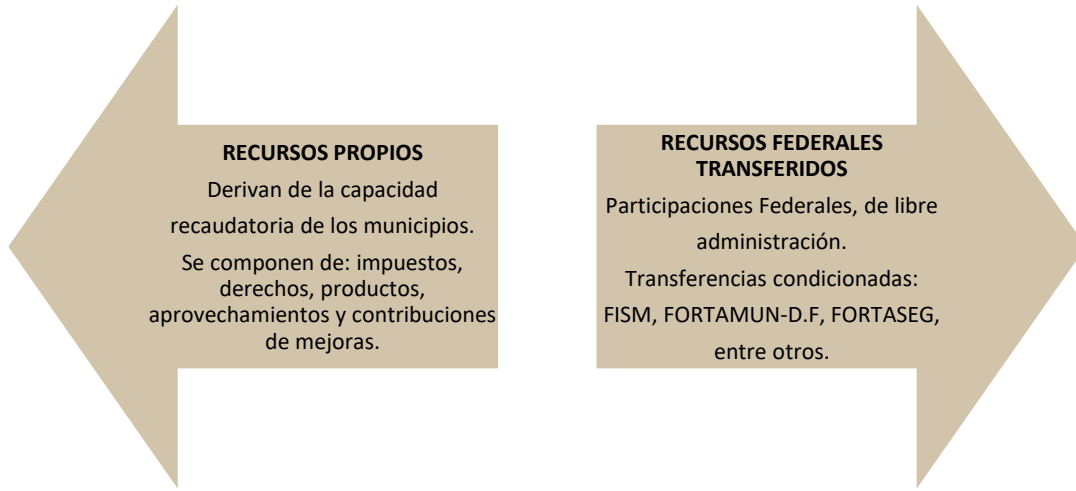 RECURSOS PROPIOS
Derivan de la capacidad
recaudatoria de los municipios.
Se componen de: impuestos,
derechos, productos,
aprovechamientos y contribuciones
de mejoras.
RECURSOS FEDERALES
TRANSFERIDOS
Participaciones Federales, de libre
administración.
Transferencias condicionadas:
FISM, FORTAMUN-D.F, FORTASEG,
entre otros.